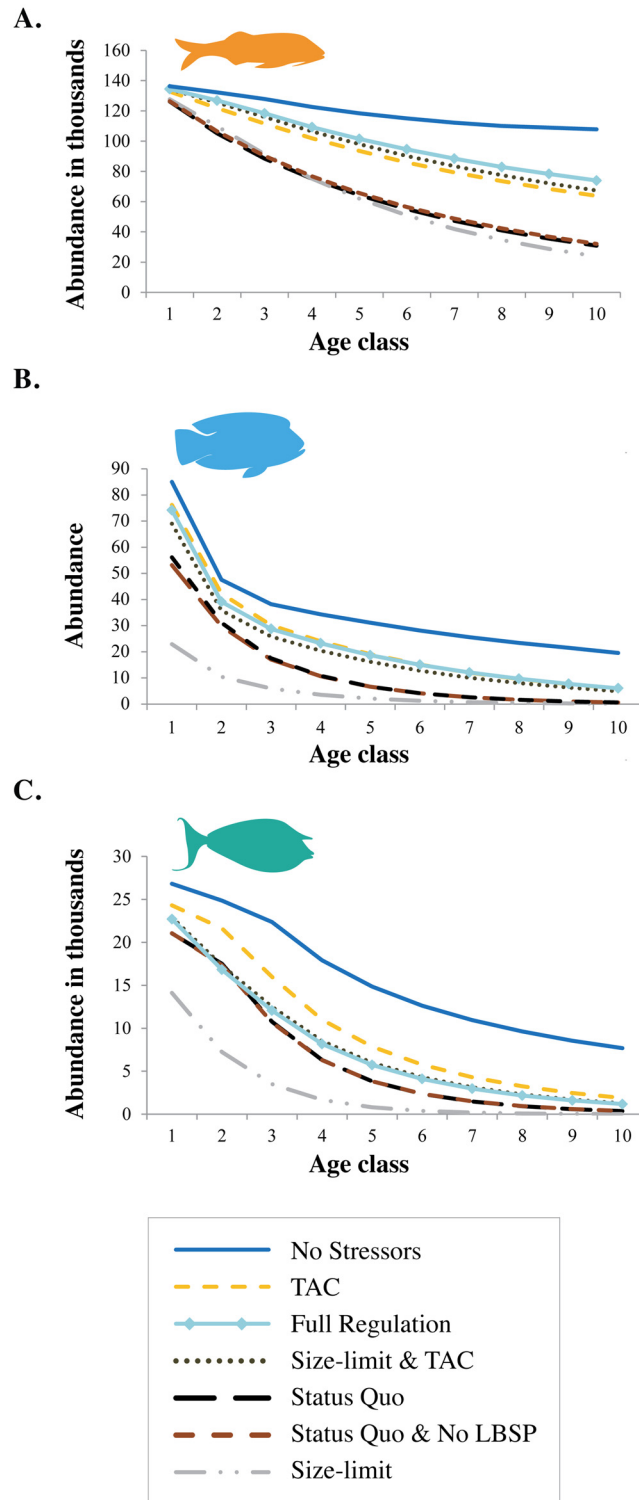 A.
Abundance in thousands
160
140
120
100
80
60
40
20
0
1 2 3 4 5 6 7 8 9 10
Age class
B.
Abundance
90
80
70
60
50
40
30
20
10
0
1 2 3 4 5 6 7 8 9 10
Age class
C.
Abundance in thousands
30
25
20
15
10
5
0
1 2 3 4 5 6 7 8 9 10
Age class
No Stressors
TAC
Full Regulation
Size-limit & TAC
Status Quo
Status Quo & No LBSP
Size-limit